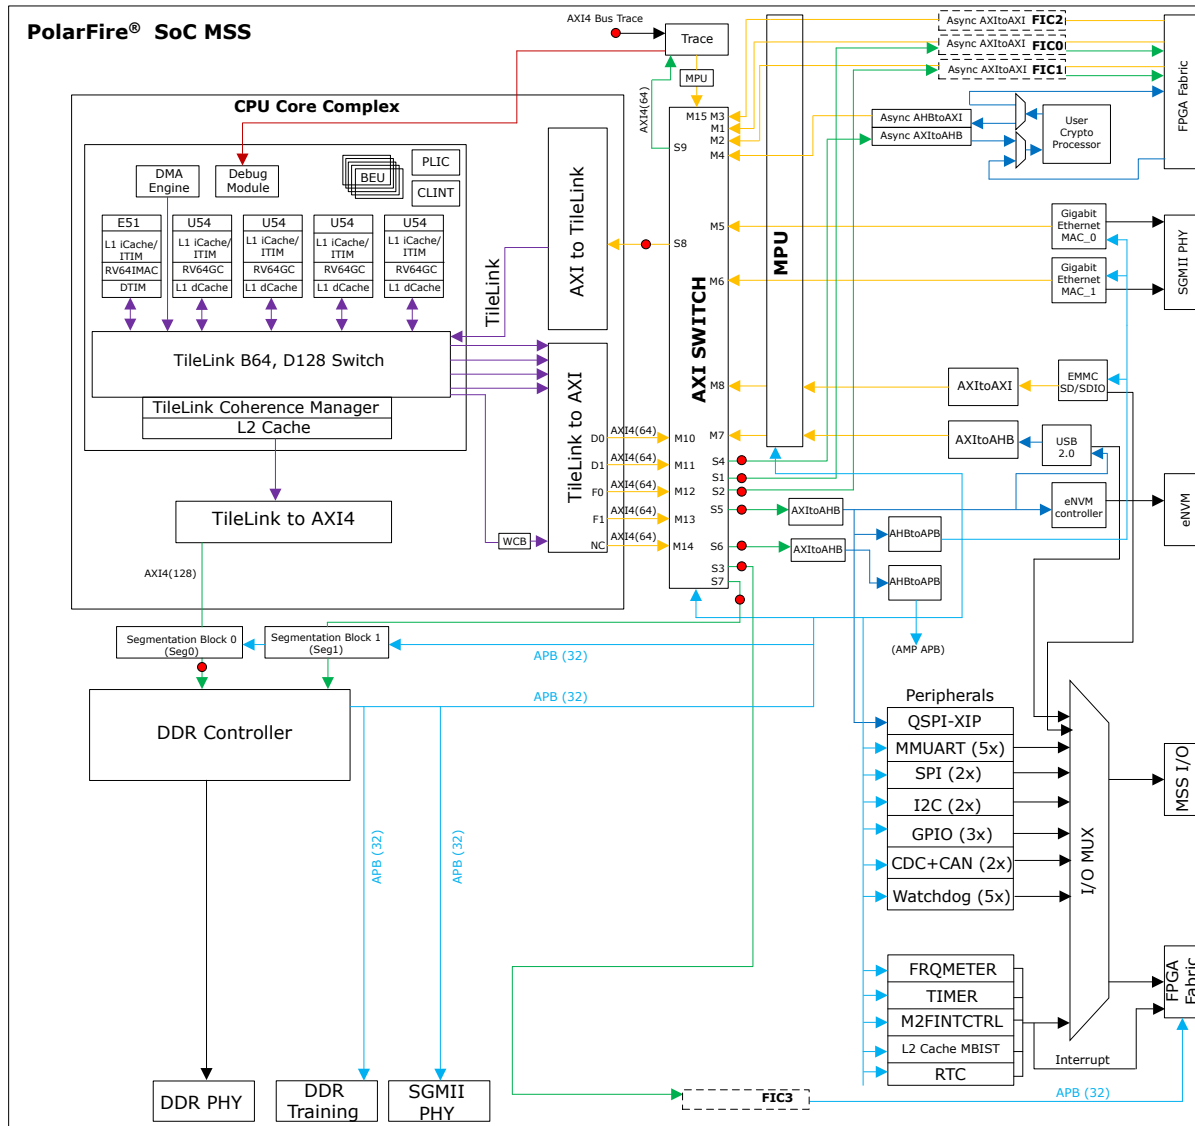 PolarFire® SoC MSS
AXI4 Bus Trace
Trace
MPU
AXI4(64)
Async AXItoAXI FIC2
Async AXItoAXI FIC0
Async AXItoAXI FIC1
FPGA Fabric
Async AHBtoAXI
Async AXItoAHB
User
Crypto
Processor
CPU Core Complex
DMA
Engine
Debug
Module
BEU
PLIC
CLINT
E51
L1 iCache/
ITIM
RV64IMAC
DTIM
U54
L1 iCache/
ITIM
RV64GC
L1 dCache
U54
L1 iCache/
ITIM
RV64GC
L1 dCache
U54
L1 iCache/
ITIM
RV64GC
L1 dCache
U54
L1 iCache/
ITIM
RV64GC
L1 dCache
TileLink
AXI to TileLink
TileLink B64, D128 Switch
TileLink Coherence Manager
L2 Cache
TileLink to AXI4
AXI4(128)
TileLink to AXI
WCB
D0
D1
F0
F1
NC
AXI4(64)
AXI4(64)
AXI4(64)
AXI4(64)
AXI4(64)
AXI SWITCH
M15
M3
M1
M2
M4
S9
M5
S8
M6
M8
M7
M10
M11
M12
M13
M14
S4
S1
S2
S5
S6
S3
S7
MPU
Gigabit
Ethernet
MAC_0
Gigabit
Ethernet
MAC_1
SGMII PHY
AXItoAXI
EMMC
SD/SDIO
AXItoAHB
USB
2.0
AXItoAHB
eNVM
controller
eNVM
AHBtoAPB
AXItoAHB
AHBtoAPB
(AMP APB)
Segmentation Block 0
(Seg0)
Segmentation Block 1
(Seg1)
APB (32)
APB (32)
DDR Controller
APB (32)
APB (32)
DDR PHY
DDR
Training
SGMII
PHY
Peripherals
QSPI-XIP
MMUART (5x)
SPI (2x)
I2C (2x)
GPIO (3x)
CDC+CAN (2x)
Watchdog (5x)
I/O MUX
MSS I/O
FRQMETER
TIMER
M2FINTCTRL
L2 Cache MBIST
RTC
Interrupt
FPGA
Fabric
FIC3
APB (32)